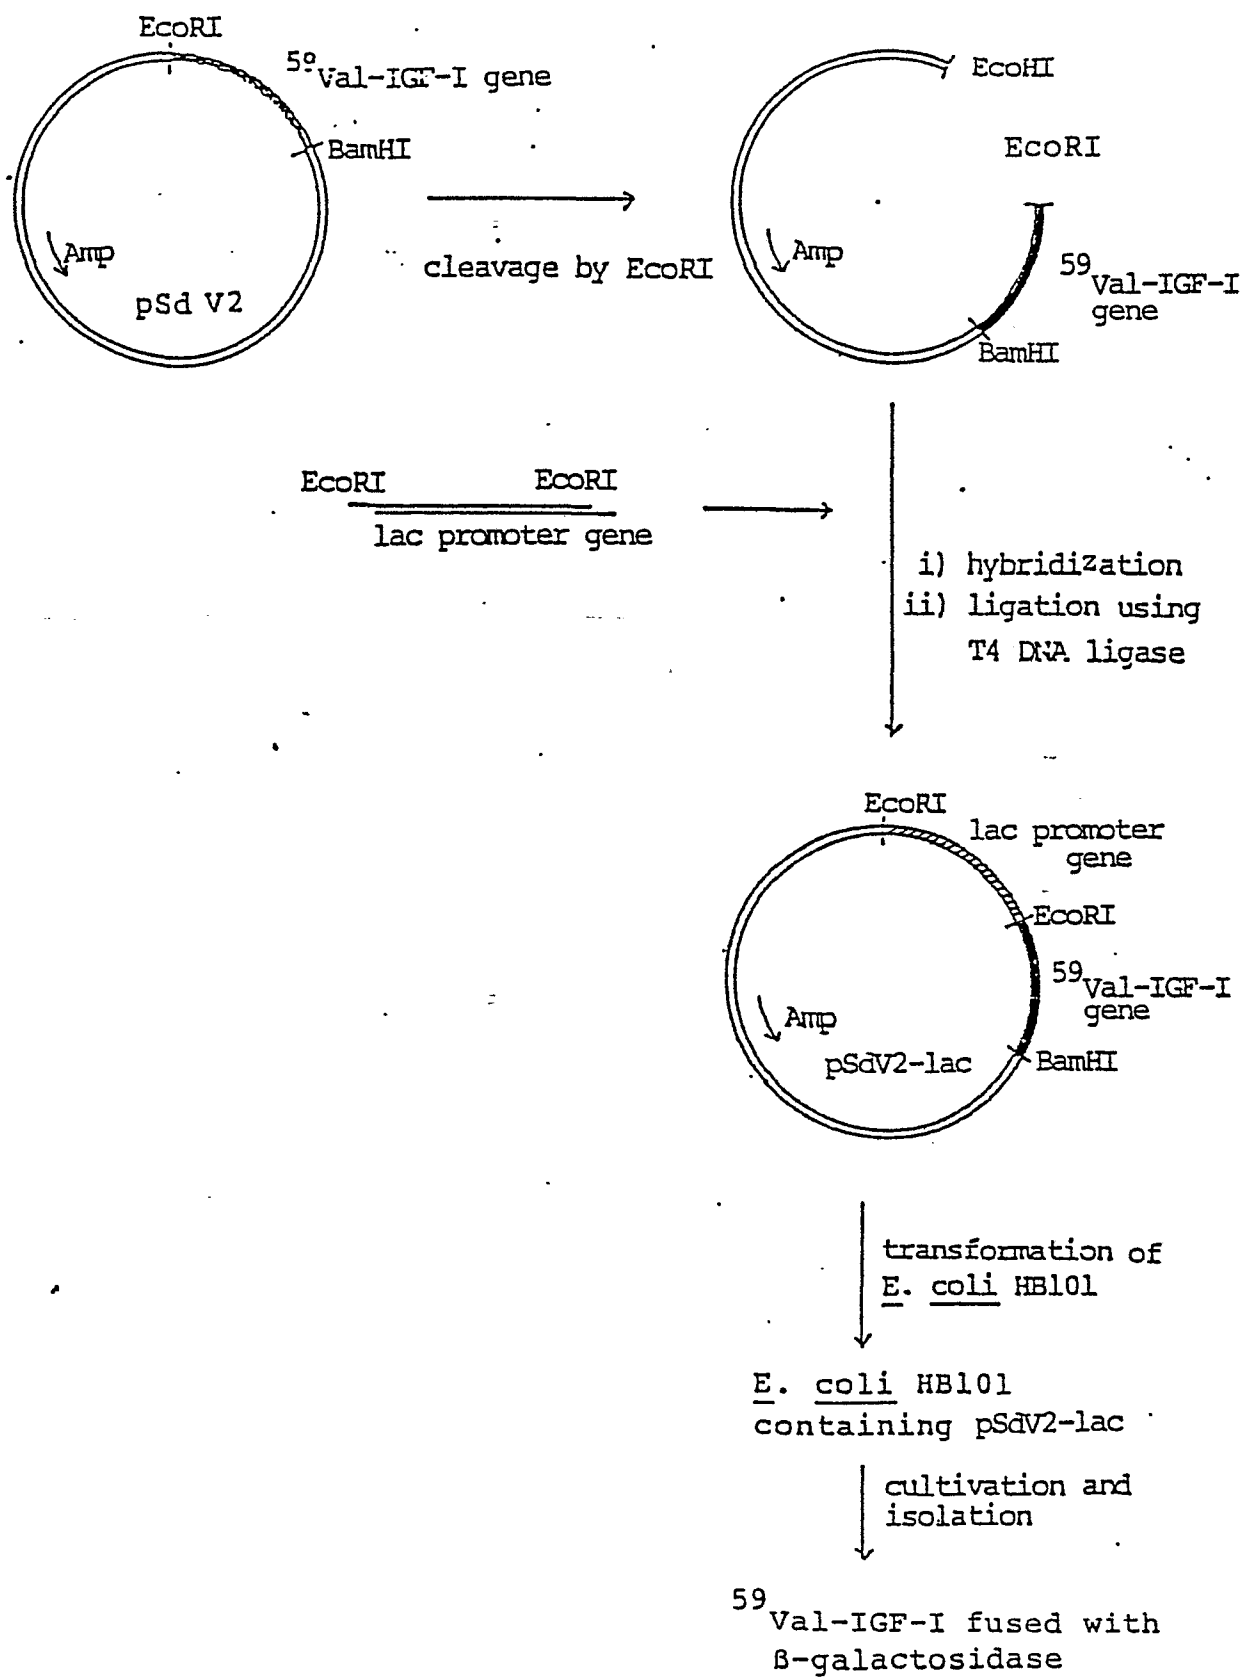 EcoRI
59Val-IGF-I gene
BamHI
Amp
pSd V2
cleavage by EcoRI
EcoHI
EcoRI
Amp
59Val-IGF-I
gene
BamHI
EcoRI EcoRI
lac promoter gene
i) hybridization
ii) ligation using
T4 DNA ligase
EcoRI
lac promoter
gene
EcoRI
59Val-IGF-I
gene
Amp
pSdV2-lac
BamHI
transformation of
E. coli HB101
E. coli HB101
containing pSdV2-lac
cultivation and
isolation
59Val-IGF-I fused with
β-galactosidase